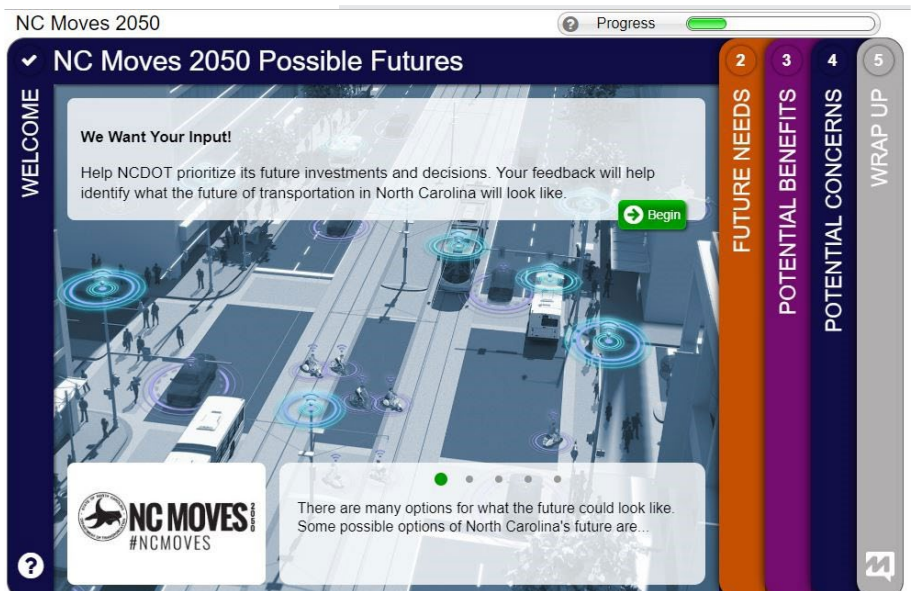 NC Moves 2050
? Progress
NC Moves 2050 Possible Futures
WELCOME
We Want Your Input!
Help NCDOT prioritize its future investments and decisions. Your feedback will help
identify what the future of transportation in North Carolina will look like.
Begin
2
FUTURE NEEDS
3
POTENTIAL BENEFITS
4
POTENTIAL CONCERNS
5
WRAP UP
NC MOVES
2050
#NCMOVES
There are many options for what the future could look like.
Some possible options of North Carolina's future are...
?